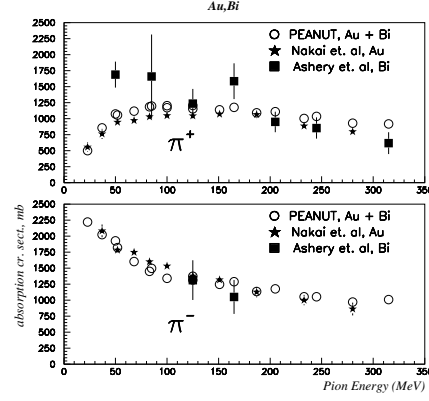 Au,Bi
2500
2250
2000
1750
1500
1250
1000
750
500
250
0
0 50 100 150 200 250 300 350
PEANUT, Au + Bi
Nakai et. al, Au
Ashery et. al, Bi
π+
absorption cr. sect., mb
2500
2250
2000
1750
1500
1250
1000
750
500
250
0
0 50 100 150 200 250 300 350
PEANUT, Au + Bi
Nakai et. al, Au
Ashery et. al, Bi
π−
Pion Energy (MeV)